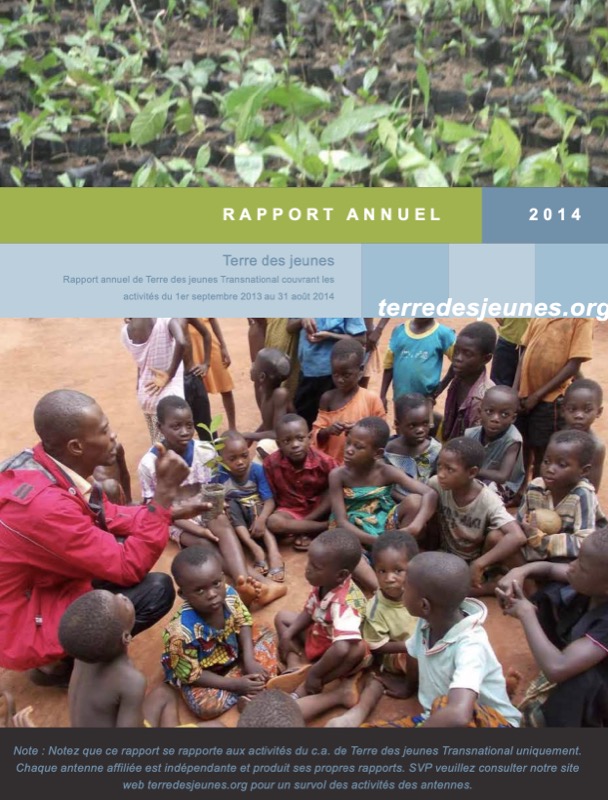 RAPPORT ANNUEL 2014
Terre des jeunes
Rapport annuel de Terre des jeunes Transnational couvrant les
activités du 1er septembre 2013 au 31 août 2014
terredesjeunes.org
Note : Notez que ce rapport se rapporte aux activités du c.a. de Terre des jeunes Transnational uniquement.
Chaque antenne affiliée est indépendante et produit ses propres rapports. SVP veuillez consulter notre site
web terredesjeunes.org pour un survol des activités des antennes.